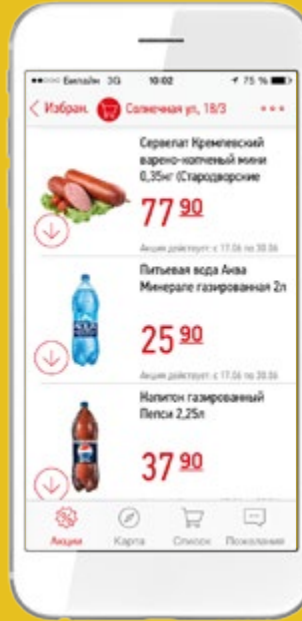 Билайн 3G 10:02 75 %
Избран. Солнечная ул, 18/3
Сервелат Кремлевский
варено-копченый мини
0,35кг (Стародворские
77 90
Акция действует: с 17.06 по 30.06
Питьевая вода Аква
Минерале газированная 2л
25 90
Акция действует: с 17.06 по 30.06
Напиток газированный
Пепси 2,25л
37 90
Акции Карта Список Пожелания